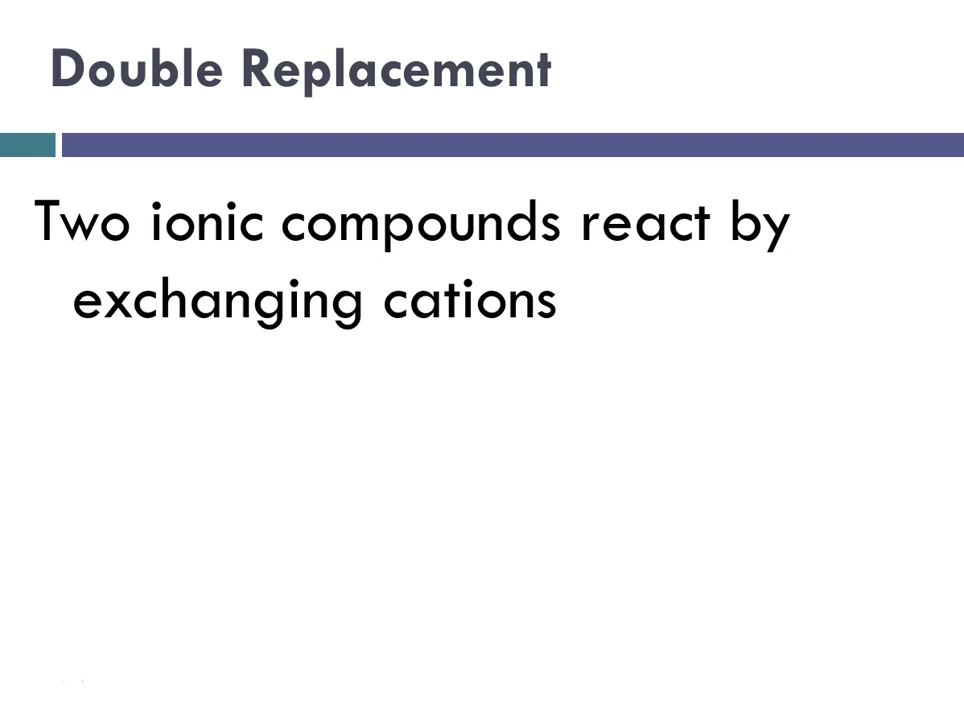 Double Replacement
Two ionic compounds react by
exchanging cations